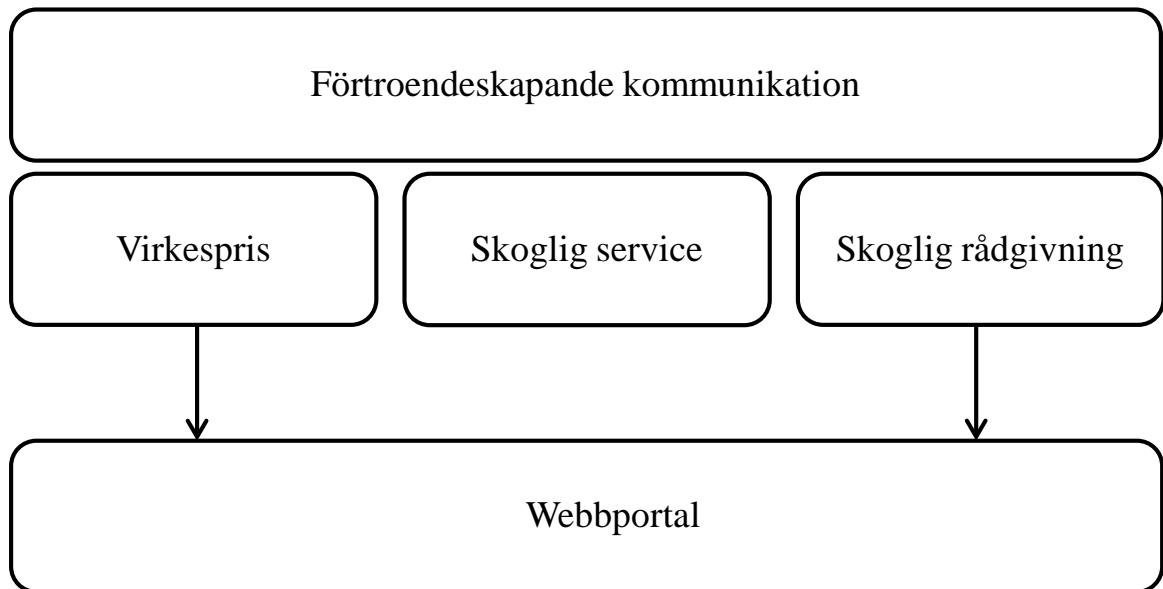 Förtroendeskapande kommunikation
Virkespris
Skoglig service
Skoglig rådgivning
Webbportal